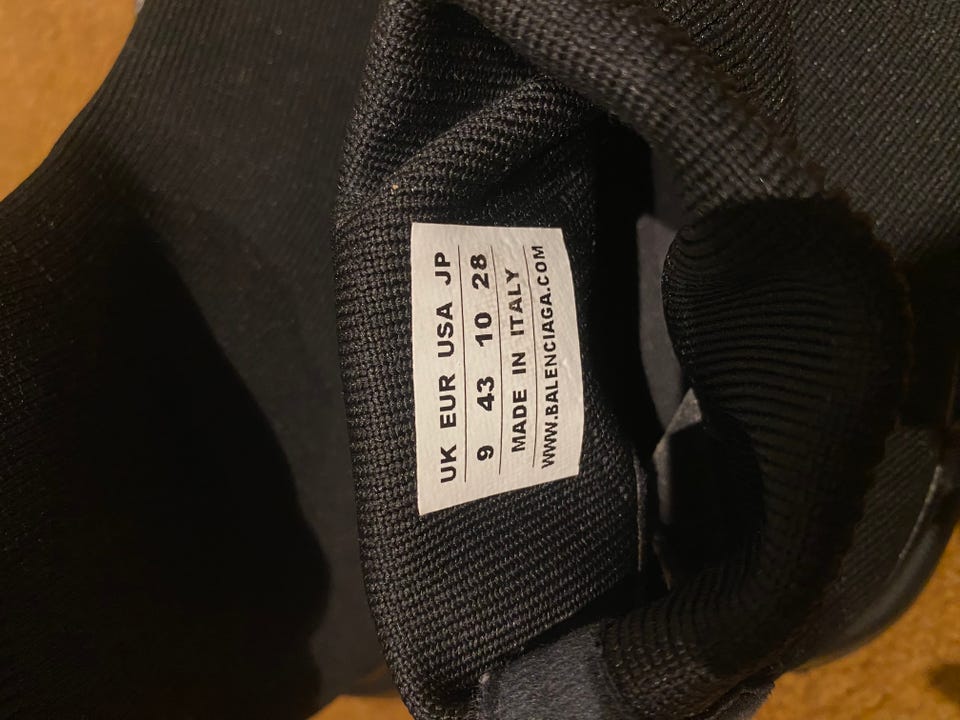 UK EUR USA JP
9 43 10 28
MADE IN ITALY
WWW.BALENCIAGA.COM